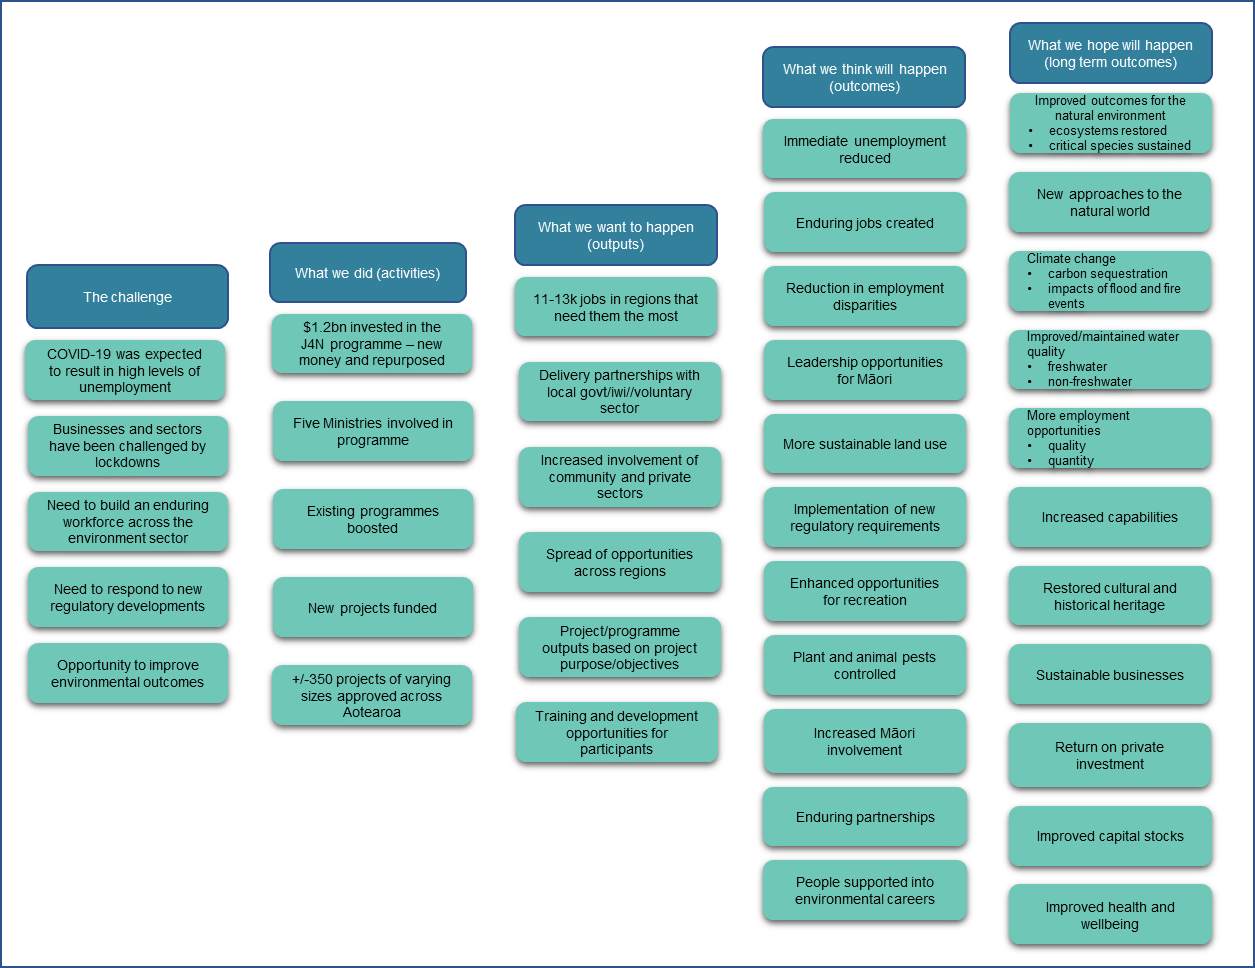 The challenge
COVID-19 was expected
to result in high levels of
unemployment
Businesses and sectors
have been challenged by
lockdowns
Need to build an enduring
workforce across the
environment sector
Need to respond to new
regulatory developments
Opportunity to improve
environmental outcomes
What we did (activities)
$1.2bn invested in the
J4N programme – new
money and repurposed
Five Ministries involved in
programme
Existing programmes
boosted
New projects funded
+/-350 projects of varying
sizes approved across
Aotearoa
What we want to happen
(outputs)
11-13k jobs in regions that
need them the most
Delivery partnerships with
local govt/iwi//voluntary
sector
Increased involvement of
community and private
sectors
Spread of opportunities
across regions
Project/programme
outputs based on project
purpose/objectives
Training and development
opportunities for
participants
What we think will happen
(outcomes)
Immediate unemployment
reduced
Enduring jobs created
Reduction in employment
disparities
Leadership opportunities
for Māori
More sustainable land use
Implementation of new
regulatory requirements
Enhanced opportunities
for recreation
Plant and animal pests
controlled
Increased Māori
involvement
Enduring partnerships
People supported into
environmental careers
What we hope will happen
(long term outcomes)
Improved outcomes for the
natural environment
• ecosystems restored
• critical species sustained
New approaches to the
natural world
Climate change
• carbon sequestration
• impacts of flood and fire
events
Improved/maintained water
quality
• freshwater
• non-freshwater
More employment
opportunities
• quality
• quantity
Increased capabilities
Restored cultural and
historical heritage
Sustainable businesses
Return on private
investment
Improved capital stocks
Improved health and
wellbeing